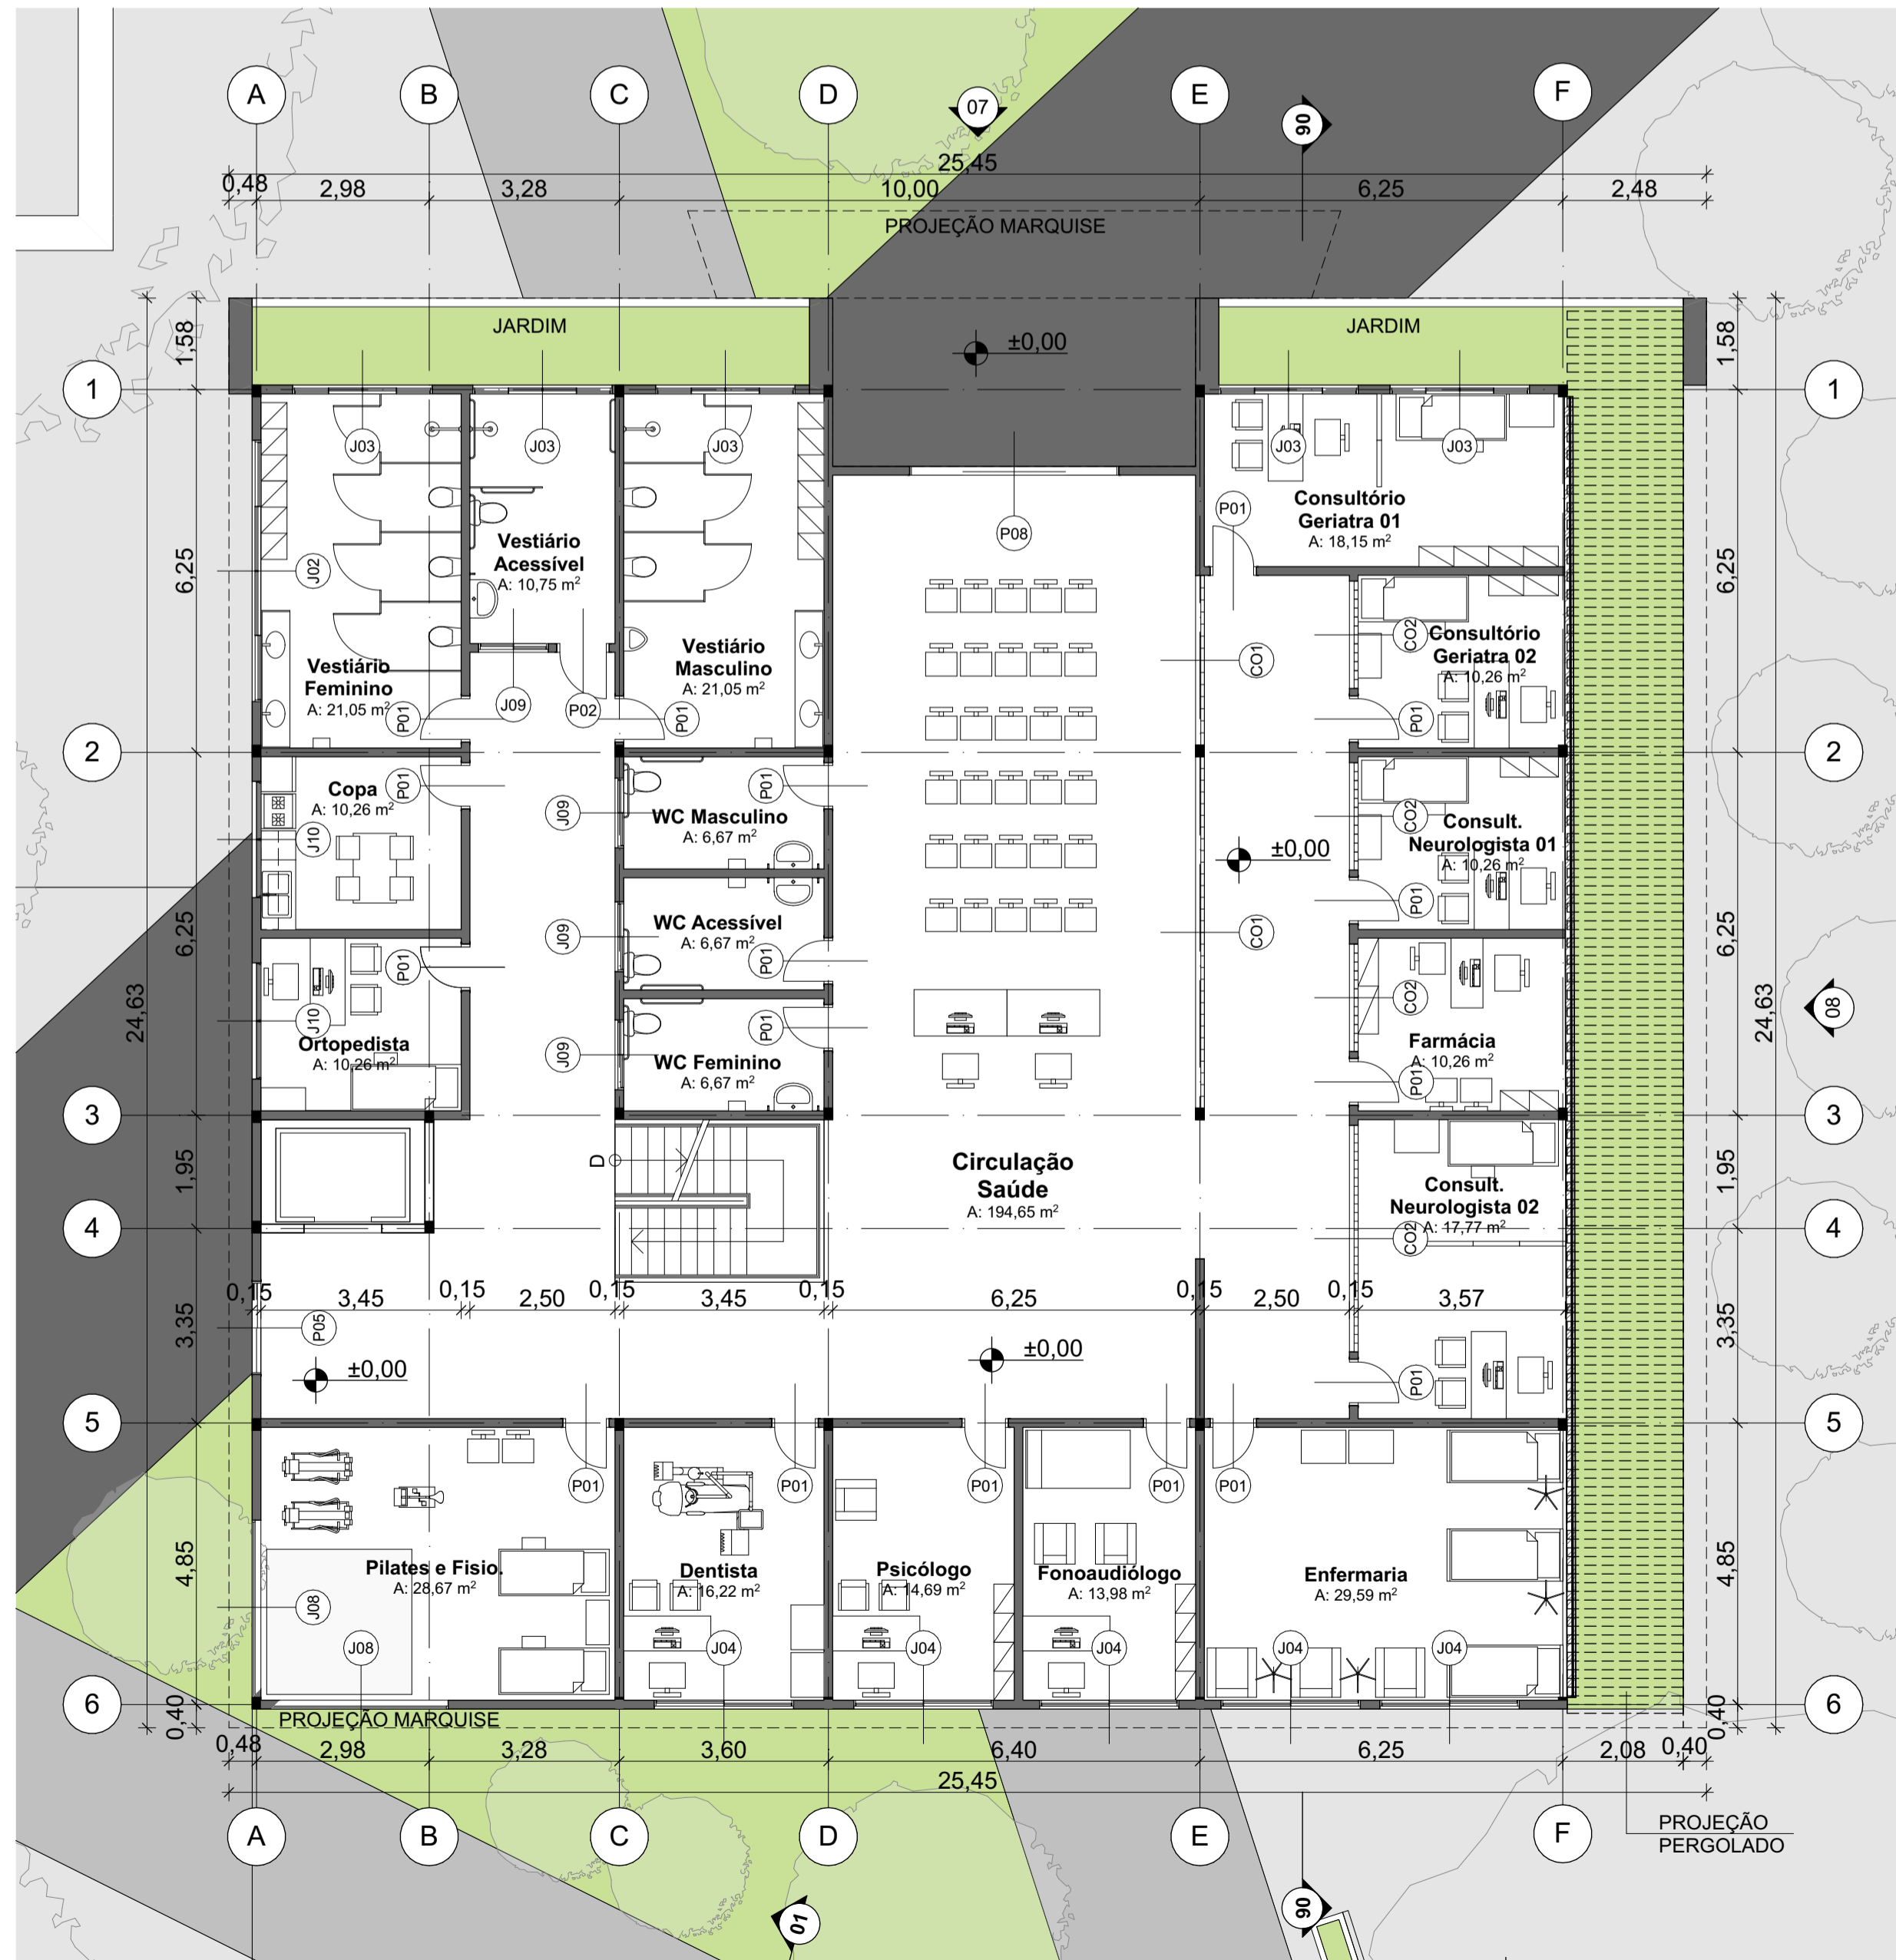 A
B
C
D
E
F
07
06
25,45
0,48
2,98
3,28
10,00
6,25
2,48
PROJEÇÃO MARQUISE
JARDIM
JARDIM
±0,00
1,58
1,58
1
1
J03
J03
J03
J03
J03
P01
P08
Consultório
Geriatra 01
A: 18,15 m²
Vestiário
Acessível
A: 10,75 m²
6,25
6,25
J02
Vestiário
Feminino
A: 21,05 m²
P01
J09
P02
Vestiário
Masculino
A: 21,05 m²
P01
CO1
CO2
Consultório
Geriatra 02
A: 10,26 m²
P01
2
2
Copa
A: 10,26 m²
P01
J10
J09
WC Masculino
A: 6,67 m²
P01
±0,00
CO2
Consult.
Neurologista 01
A: 10,26 m²
P01
6,25
6,25
J09
WC Acessível
A: 6,67 m²
P01
CO1
P01
J10
Ortopedista
A: 10,26 m²
24,63
24,63
08
J09
WC Feminino
A: 6,67 m²
P01
CO2
Farmácia
A: 10,26 m²
P01
3
3
1,95
1,95
D
Circulação
Saúde
A: 194,65 m²
Consult.
Neurologista 02
A: 17,77 m²
CO2
4
4
0,15
3,45
0,15
2,50
0,15
3,45
0,15
6,25
0,15
2,50
0,15
3,57
3,35
3,35
P05
±0,00
±0,00
P01
5
5
P01
P01
P01
P01
P01
4,85
4,85
Pilates e Fisio.
A: 28,67 m²
Dentista
A: 16,22 m²
Psicólogo
A: 14,69 m²
Fonoaudiólogo
A: 13,98 m²
Enfermaria
A: 29,59 m²
J08
J08
J04
J04
J04
J04
J04
6
6
0,40
0,40
PROJEÇÃO MARQUISE
0,48
2,98
3,28
3,60
6,40
6,25
2,08
0,40
25,45
A
B
C
D
E
F
PROJEÇÃO
PERGOLADO
01
06